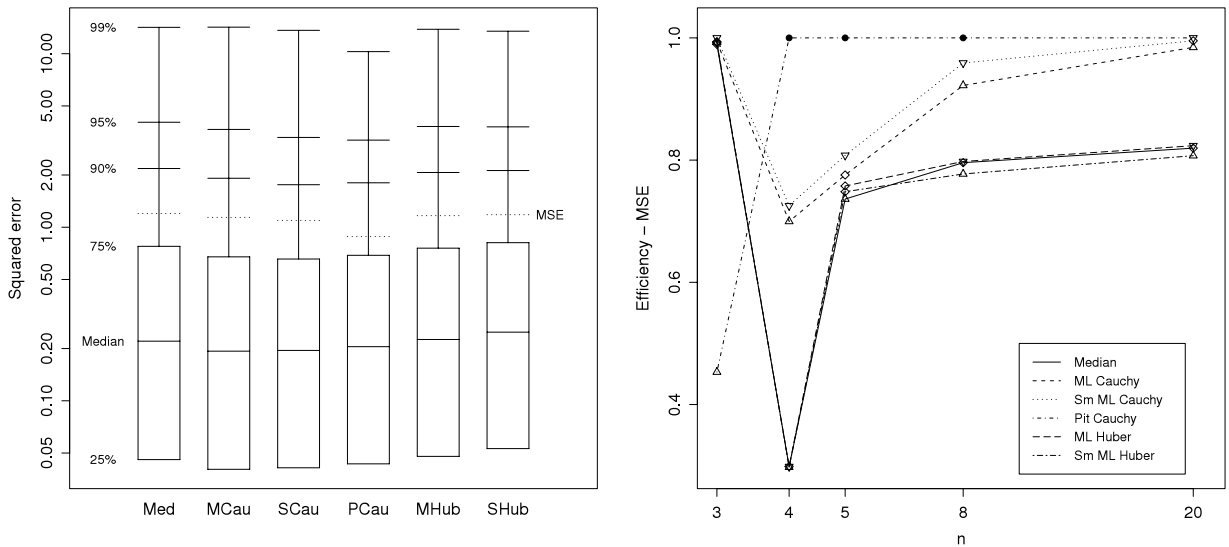 Squared error
10.00
5.00
2.00
1.00
0.50
0.20
0.10
0.05
99%
95%
90%
75%
Median
25%
MSE
Med MCau SCau PCau MHub SHub
Efficiency – MSE
1.0
0.8
0.6
0.4
Median
ML Cauchy
Sm ML Cauchy
Pit Cauchy
ML Huber
Sm ML Huber
3 4 5 8 20
n